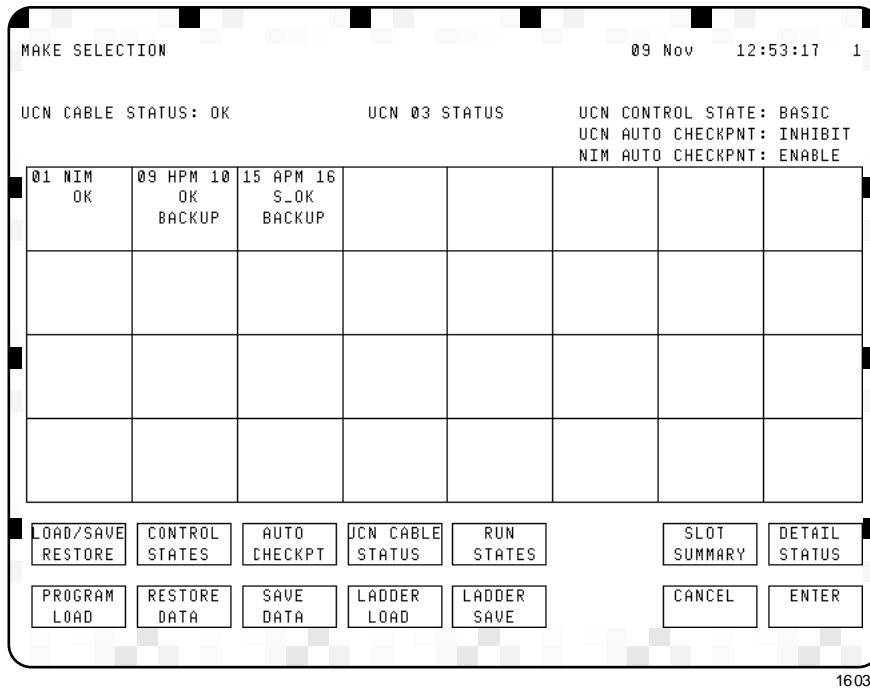 MAKE SELECTION 09 Nov 12:53:17 1
UCN CABLE STATUS: OK UCN 03 STATUS UCN CONTROL STATE: BASIC
UCN AUTO CHECKPNT: INHIBIT
NIM AUTO CHECKPNT: ENABLE
01 NIM 09 HPM 10 15 APM 16
OK OK S_OK
BACKUP BACKUP
LOAD/SAVE CONTROL AUTO UCN CABLE RUN SLOT DETAIL
RESTORE STATES CHECKPT STATUS STATES SUMMARY STATUS
PROGRAM RESTORE SAVE LADDER LADDER CANCEL ENTER
LOAD DATA DATA LOAD SAVE
1603